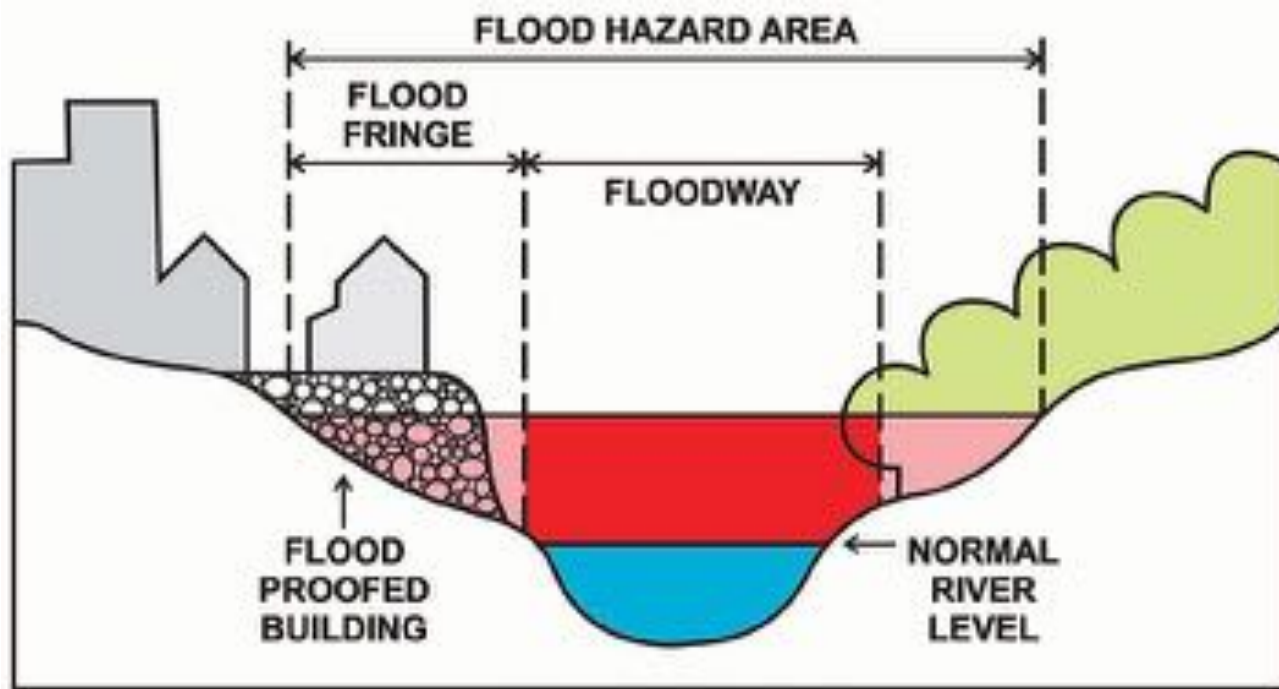 FLOOD HAZARD AREA
FLOOD
FRINGE
FLOODWAY
FLOOD
PROOFED
BUILDING
NORMAL
RIVER
LEVEL